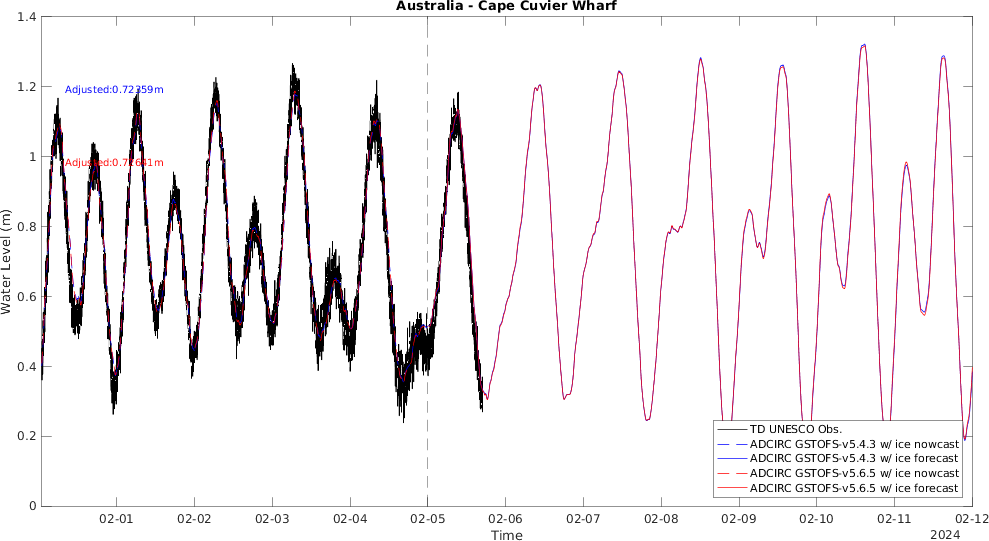 Australia - Cape Cuvier Wharf
1.4
1.2
1
0.8
0.6
0.4
0.2
0
Water Level (m)
Adjusted:0.72359m
Adjusted:0.72641m
TD UNESCO Obs.
ADCIRC GSTOFS-v5.4.3 w/ ice nowcast
ADCIRC GSTOFS-v5.4.3 w/ ice forecast
ADCIRC GSTOFS-v5.6.5 w/ ice nowcast
ADCIRC GSTOFS-v5.6.5 w/ ice forecast
02-01 02-02 02-03 02-04 02-05 02-06 02-07 02-08 02-09 02-10 02-11 02-12
Time
2024